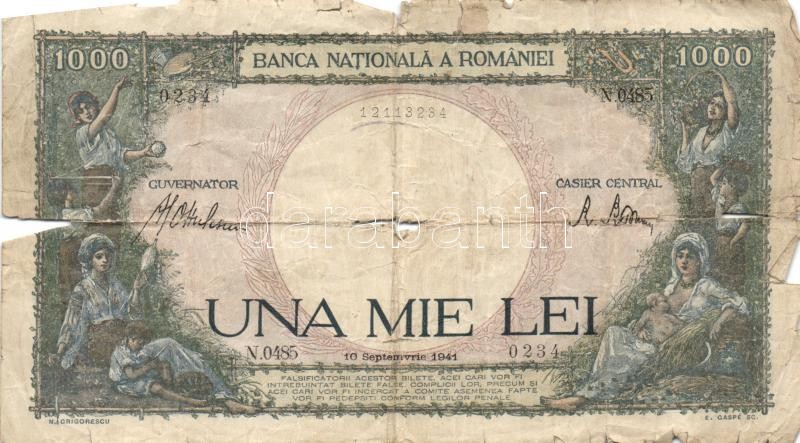 1000 BANCA NAȚIONALĂ A ROMÂNIEI 1000
0234 N.0485
12113234
GUVERNATOR CASIER CENTRAL
darabanth
UNA MIE LEI
N.0485 10 Septemvrie 1941 0234
FALSIFICATORII ACESTOR BILETE, ACEI CARI VOR FI
INTREBUINTAT BILETE FALSE, COMPLICII LOR, PRECUM ȘI
ACEI CARI VOR FI INCERCAT A COMITE ASEMENEA FAPTE
VOR FI PEDEPSITI CONFORM LEGILOR PENALE
N. GRIGORESCU E. GASPÉ SC.